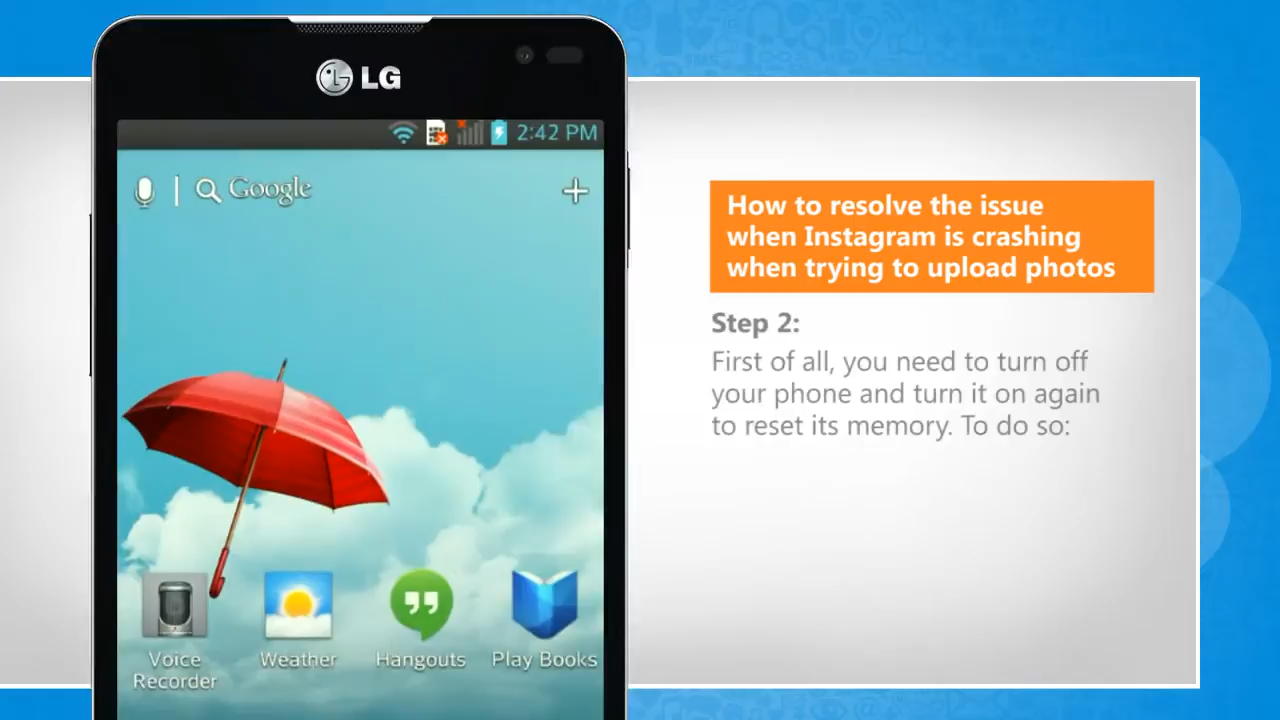 LG
2:42 PM
Google
Voice
Recorder
Weather
Hangouts
Play Books
How to resolve the issue
when Instagram is crashing
when trying to upload photos
Step 2:
First of all, you need to turn off
your phone and turn it on again
to reset its memory. To do so: